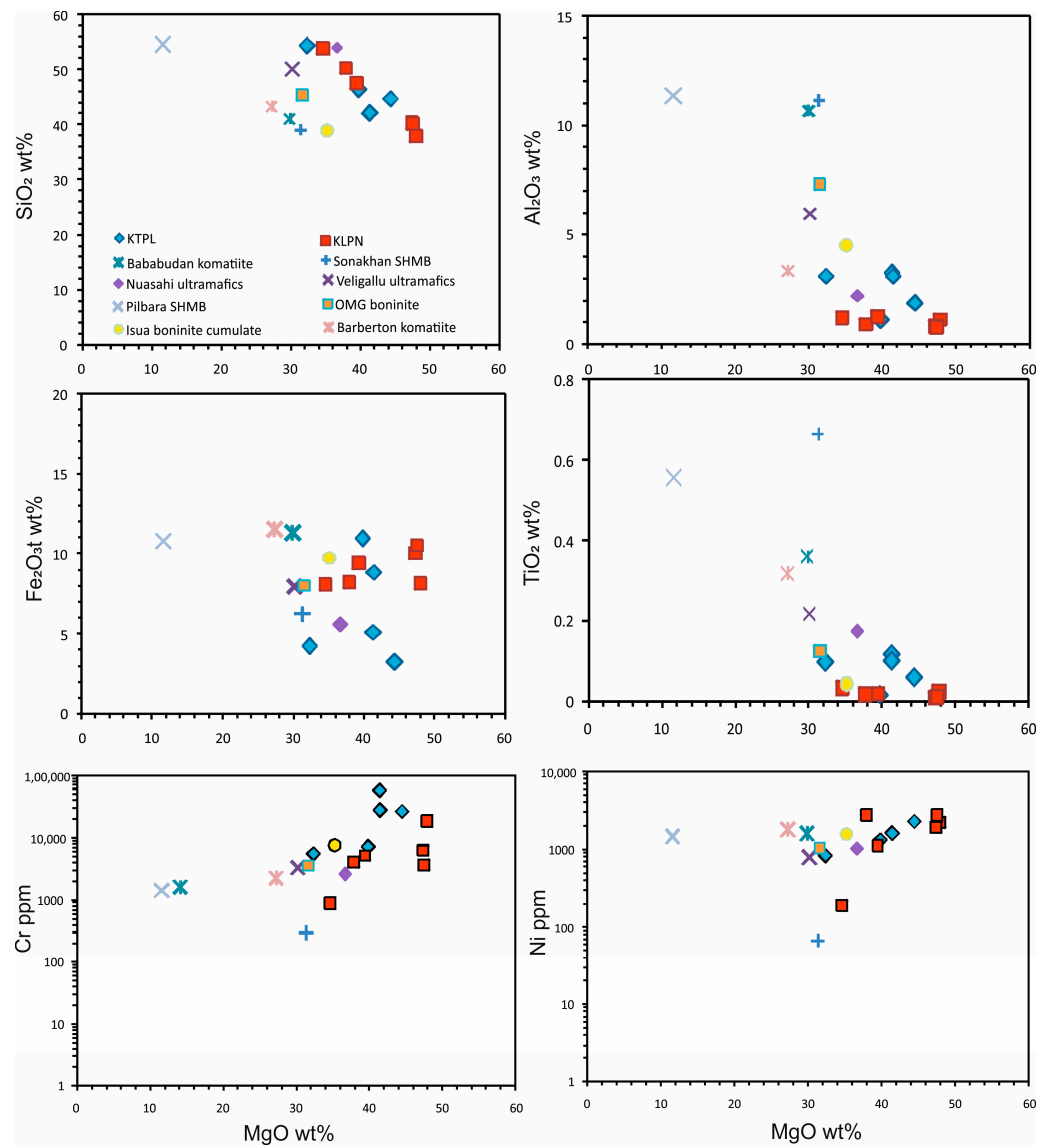 60
50
40
30
20
10
0
SiO₂ wt%
KTPL
KLPN
Bababudan komatiite
Sonakhan SHMB
Nuasahi ultramafics
Veligallu ultramafics
Pilbara SHMB
OMG boninite
Isua boninite cumulate
Barberton komatiite
0 10 20 30 40 50 60
15
10
5
0
Al₂O₃ wt%
0 10 20 30 40 50 60
20
15
10
5
0
Fe₂O₃t wt%
0 10 20 30 40 50 60
0.8
0.6
0.4
0.2
0
TiO₂ wt%
0 10 20 30 40 50 60
1,00,000
10,000
1000
100
10
1
Cr ppm
0 10 20 30 40 50 60
MgO wt%
10,000
1000
100
10
1
Ni ppm
0 10 20 30 40 50 60
MgO wt%